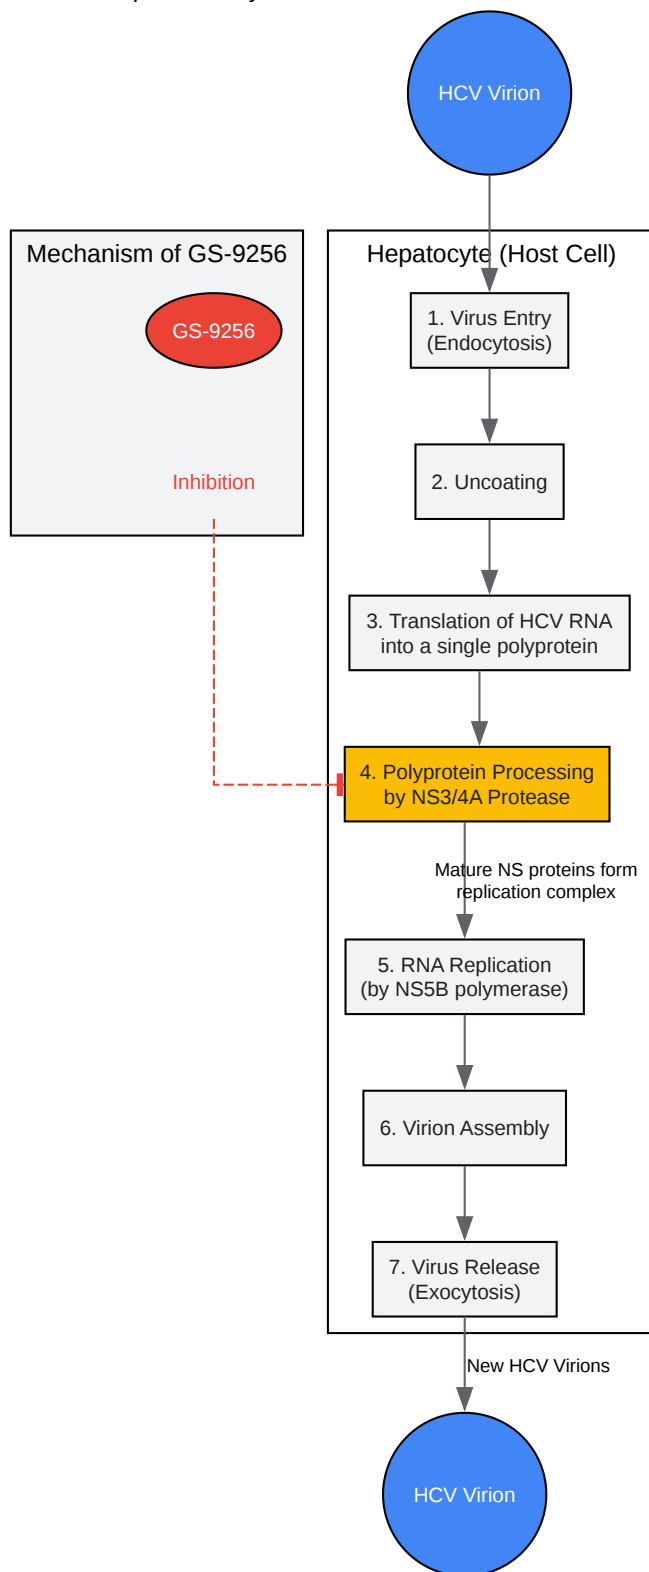 HCV Virion
Mechanism of GS-9256
Hepatocyte (Host Cell)
GS-9256
1. Virus Entry
(Endocytosis)
Inhibition
2. Uncoating
3. Translation of HCV RNA
into a single polyprotein
4. Polyprotein Processing
by NS3/4A Protease
Mature NS proteins form
replication complex
5. RNA Replication
(by NS5B polymerase)
6. Virion Assembly
7. Virus Release
(Exocytosis)
New HCV Virions
HCV Virion